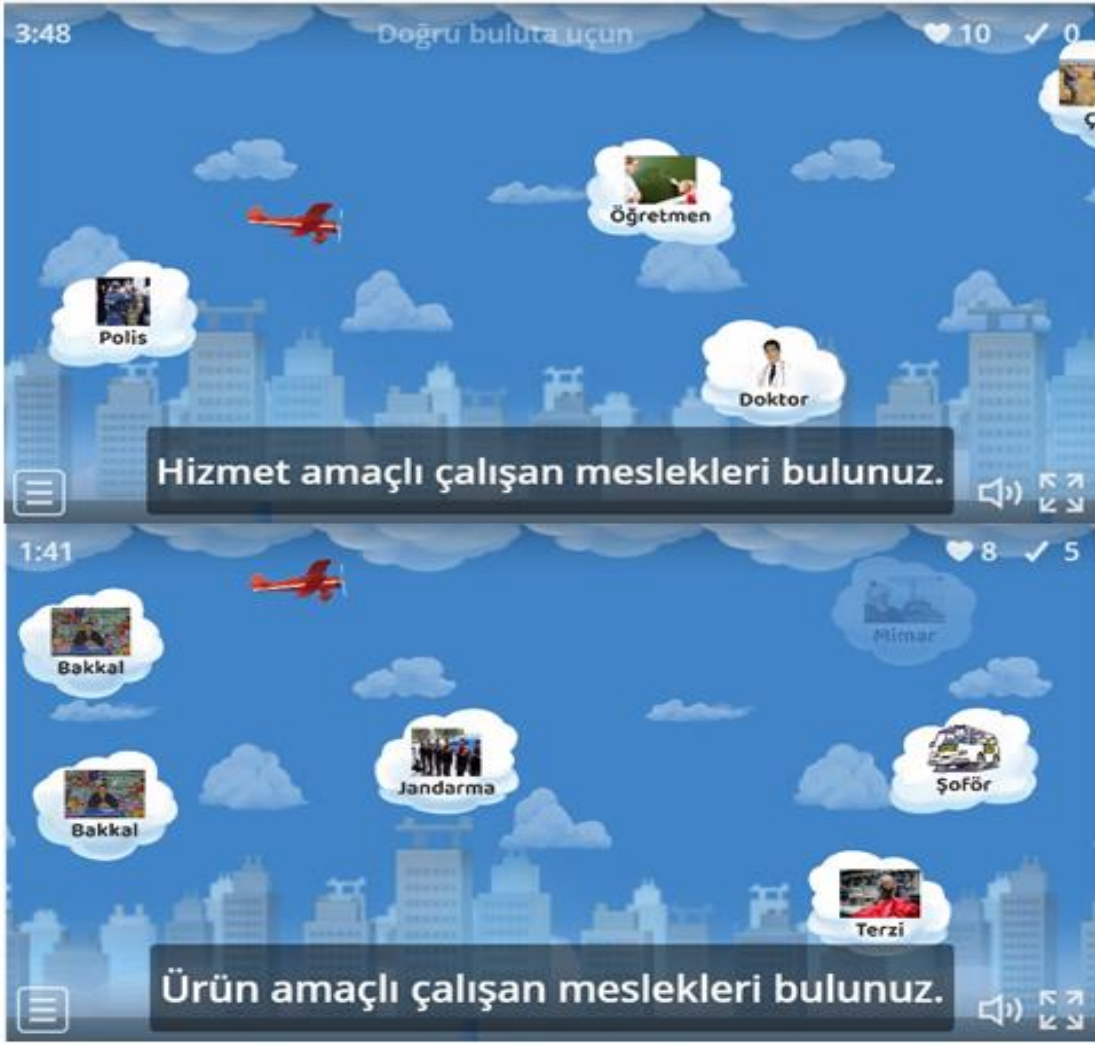 3:48
Doğru buluta uçun
10
0
Ç
Öğretmen
Polis
Doktor
Hizmet amaçlı çalışan meslekleri bulunuz.
1:41
8
5
Mimar
Bakkal
Jandarma
Şoför
Bakkal
Terzi
Ürün amaçlı çalışan meslekleri bulunuz.